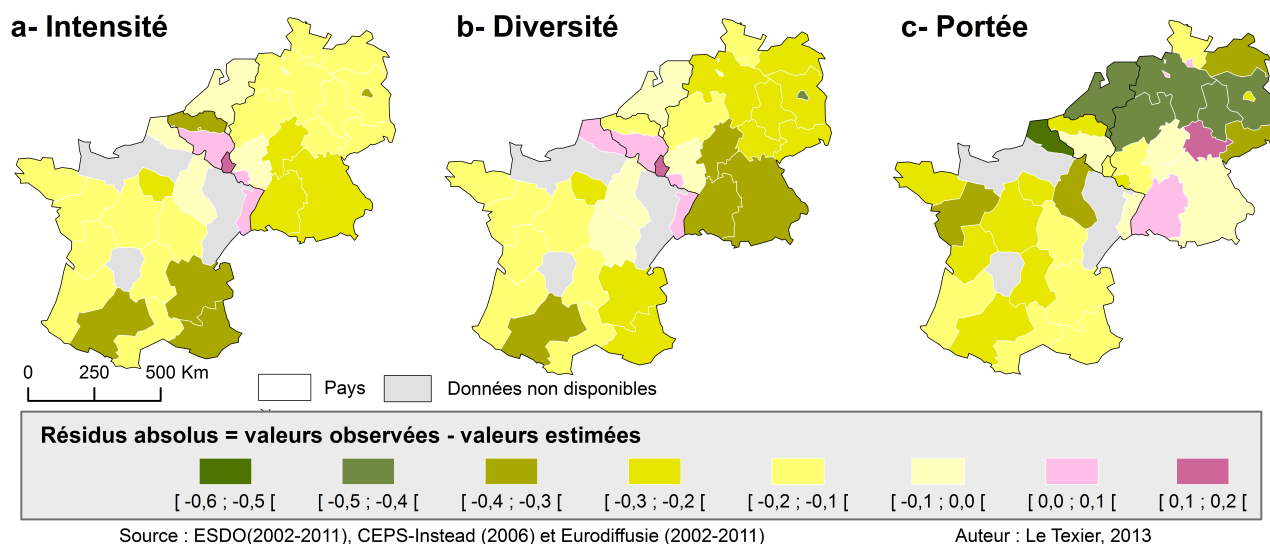 a- Intensité
b- Diversité
c- Portée
0 250 500 Km
Pays
Données non disponibles
Résidus absolus = valeurs observées - valeurs estimées
[ -0,6 ; -0,5 [ [ -0,5 ; -0,4 [ [ -0,4 ; -0,3 [ [ -0,3 ; -0,2 [ [ -0,2 ; -0,1 [ [ -0,1 ; 0,0 [ [ 0,0 ; 0,1 [ [ 0,1 ; 0,2 [
Source : ESDO(2002-2011), CEPS-Instead (2006) et Eurodiffusie (2002-2011)
Auteur : Le Texier, 2013